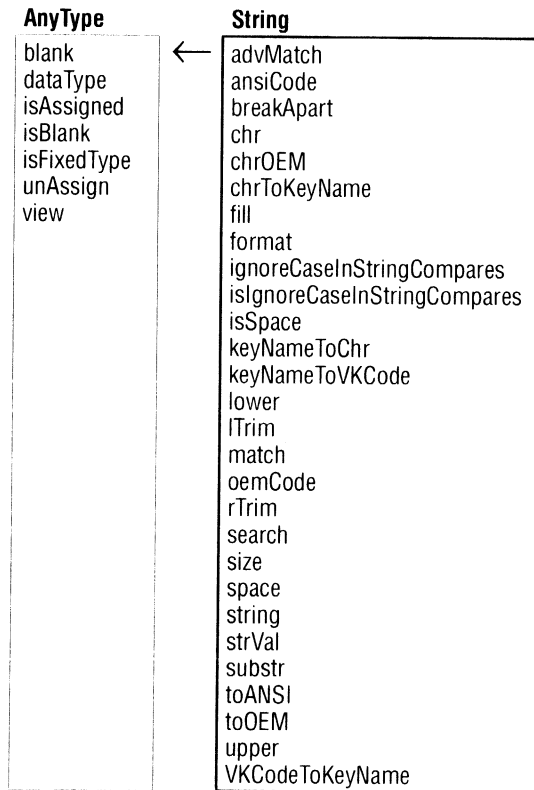 AnyType
blank
dataType
isAssigned
isBlank
isFixedType
unAssign
view
String
advMatch
ansiCode
breakApart
chr
chrOEM
chrToKeyName
fill
format
ignoreCaseInStringCompares
isIgnoreCaseInStringCompares
isSpace
keyNameToChr
keyNameToVKCode
lower
lTrim
match
oemCode
rTrim
search
size
space
string
strVal
substr
toANSI
toOEM
upper
VKCodeToKeyName